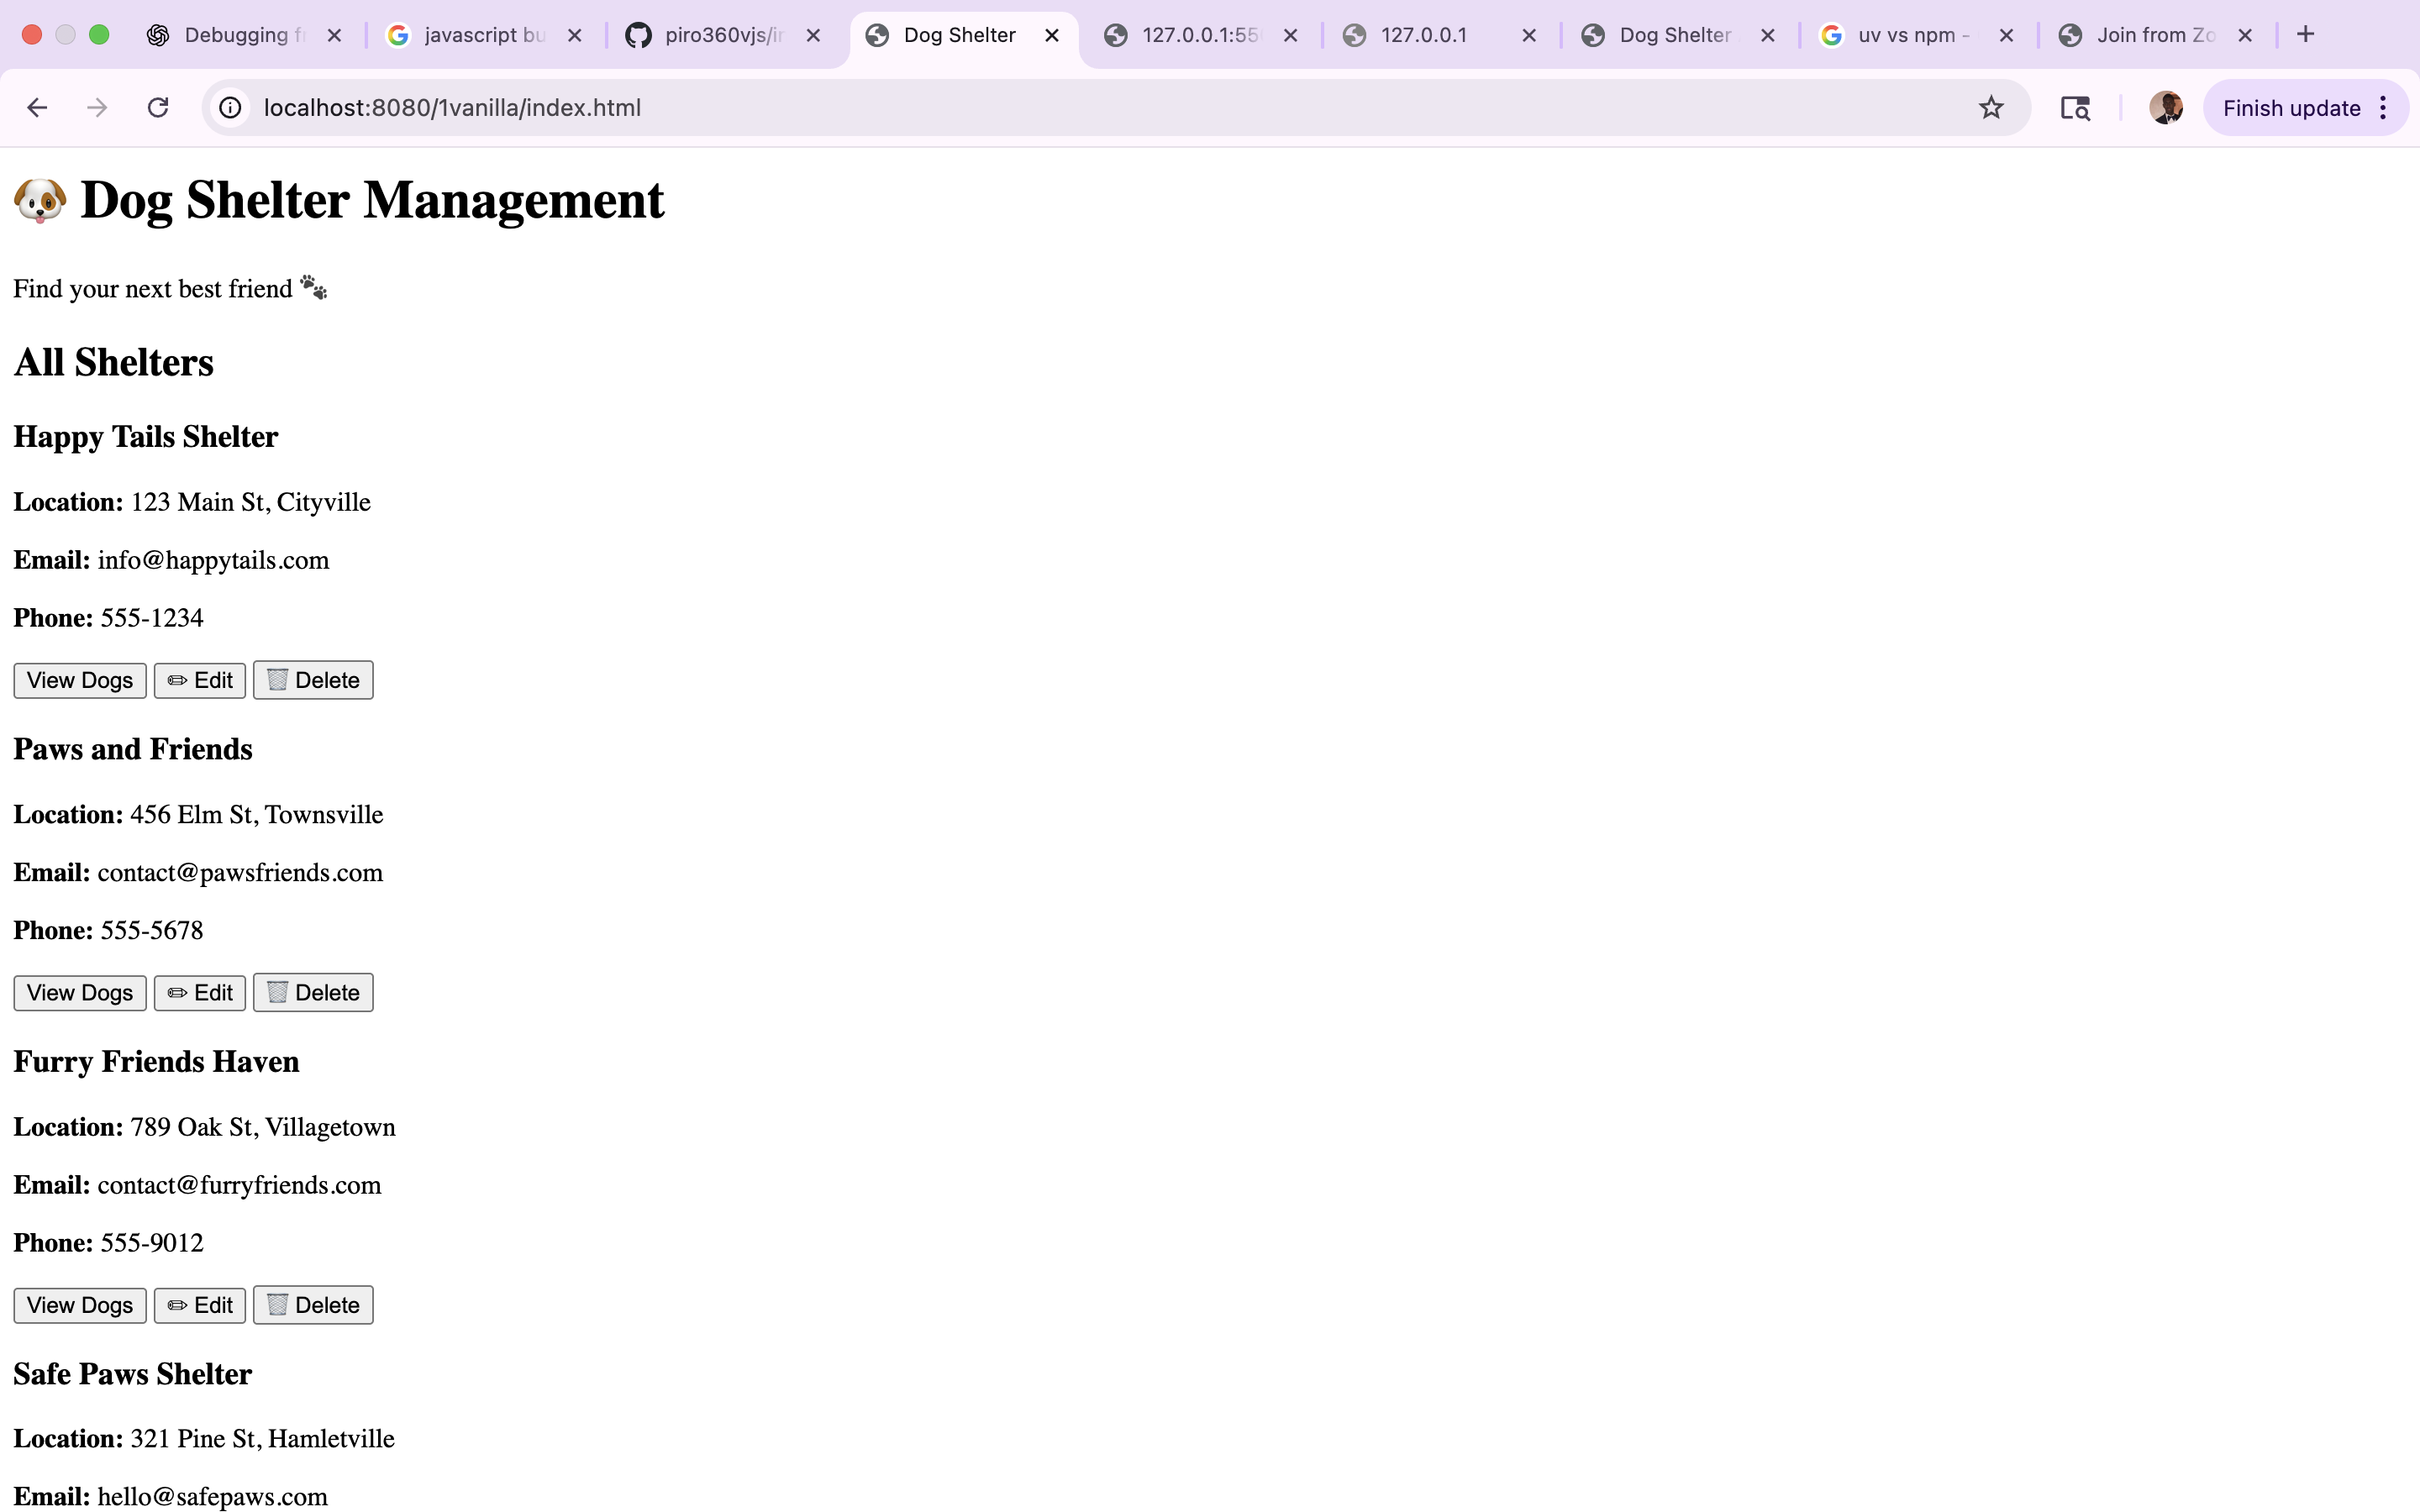 Debugging f
javascript bu
piro360vjs/in
Dog Shelter
127.0.0.1:55
127.0.0.1
Dog Shelter
uv vs npm -
Join from Zo
localhost:8080/1vanilla/index.html
Finish update
🐶 Dog Shelter Management
Find your next best friend 🐾
All Shelters
Happy Tails Shelter
Location: 123 Main St, Cityville
Email: info@happytails.com
Phone: 555-1234
View Dogs ✏ Edit 🗑️ Delete
Paws and Friends
Location: 456 Elm St, Townsville
Email: contact@pawsfriends.com
Phone: 555-5678
View Dogs ✏ Edit 🗑️ Delete
Furry Friends Haven
Location: 789 Oak St, Villagetown
Email: contact@furryfriends.com
Phone: 555-9012
View Dogs ✏ Edit 🗑️ Delete
Safe Paws Shelter
Location: 321 Pine St, Hamletville
Email: hello@safepaws.com